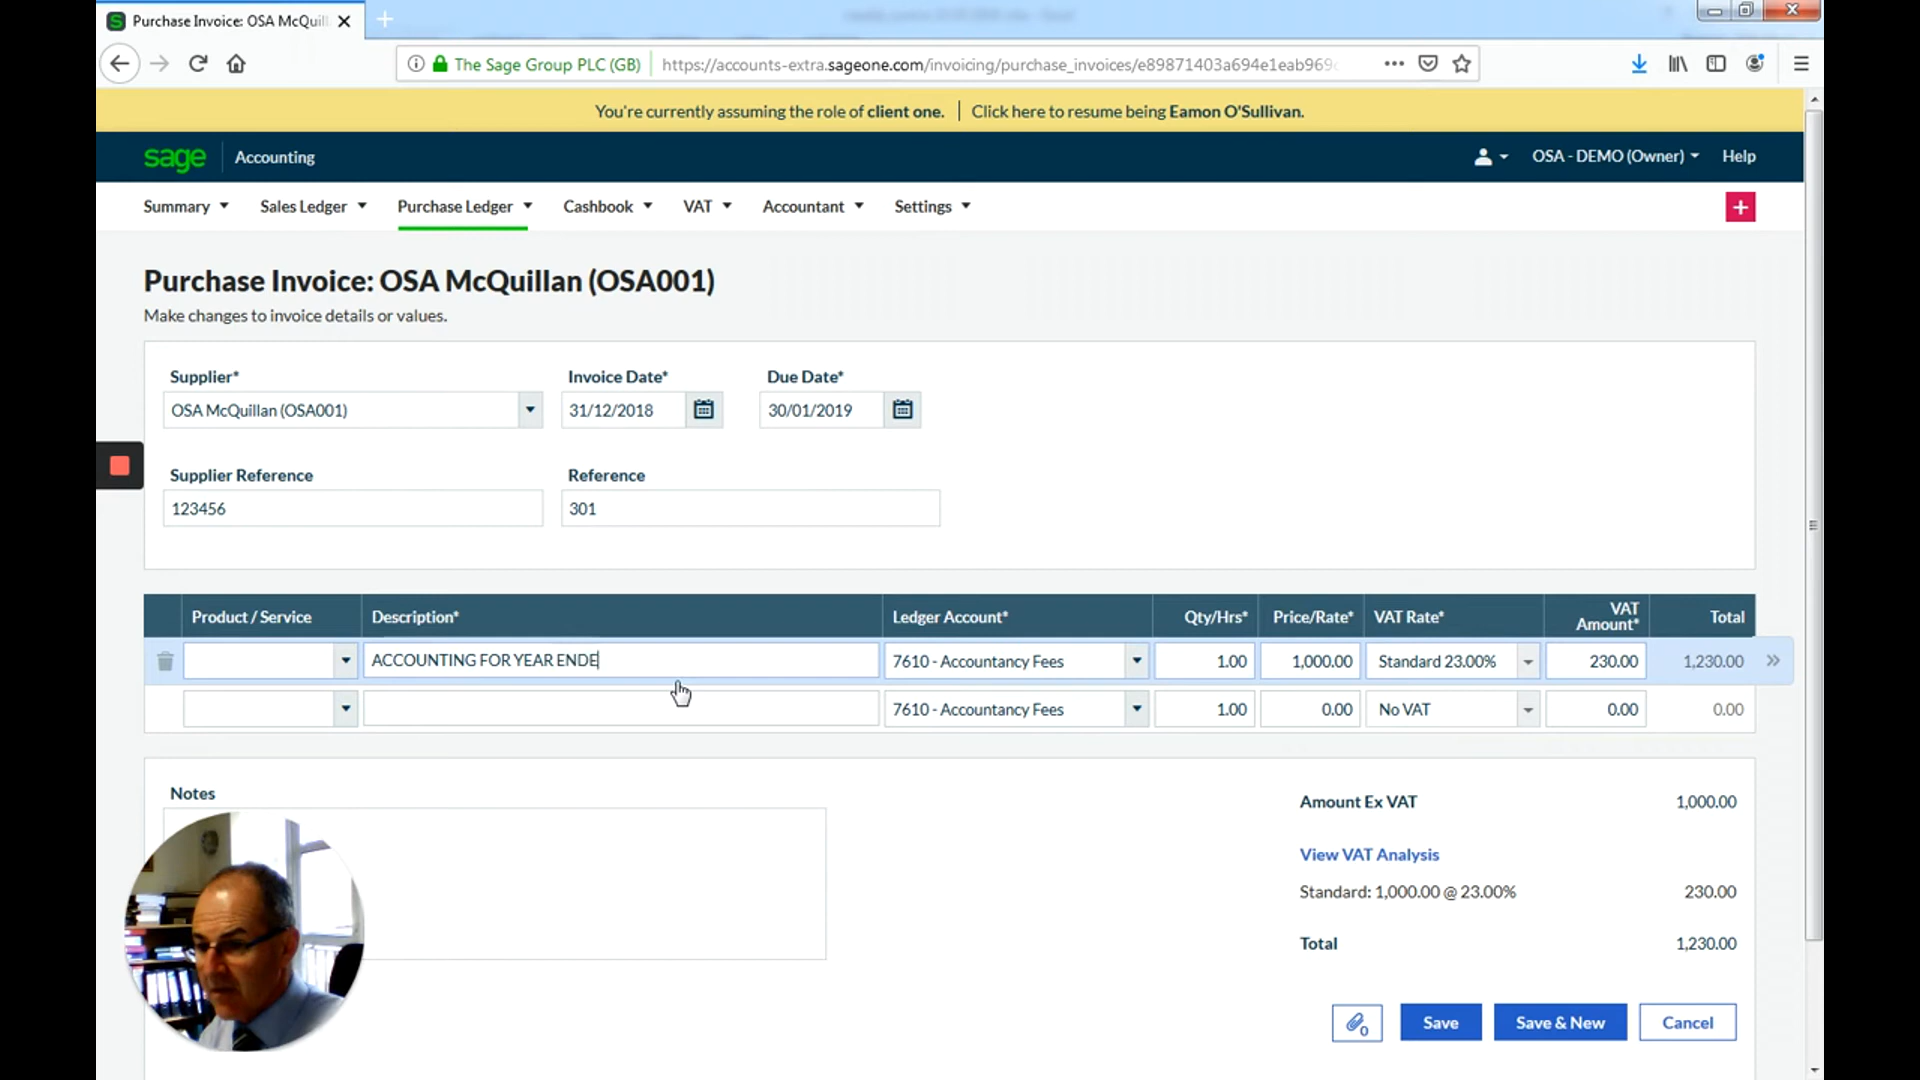 Purchase Invoice: OSA McQuil
The Sage Group PLC (GB)
https://accounts-extra.sageone.com/invoicing/purchase_invoices/e89871403a694e1eab969
You're currently assuming the role of client one. | Click here to resume being Eamon O'Sullivan.
sage Accounting
OSA - DEMO (Owner) Help
Summary Sales Ledger Purchase Ledger Cashbook VAT Accountant Settings
Purchase Invoice: OSA McQuillan (OSA001)
Make changes to invoice details or values.
Supplier* Invoice Date* Due Date*
OSA McQuillan (OSA001) 31/12/2018 30/01/2019
Supplier Reference Reference
123456 301
Product / Service Description* Ledger Account* Qty/Hrs* Price/Rate* VAT Rate* VAT Amount* Total
ACCOUNTING FOR YEAR ENDE 7610 - Accountancy Fees 1.00 1,000.00 Standard 23.00% 230.00 1,230.00
7610 - Accountancy Fees 1.00 0.00 No VAT 0.00 0.00
Notes
Amount Ex VAT 1,000.00
View VAT Analysis
Standard: 1,000.00 @ 23.00% 230.00
Total 1,230.00
0 Save Save & New Cancel